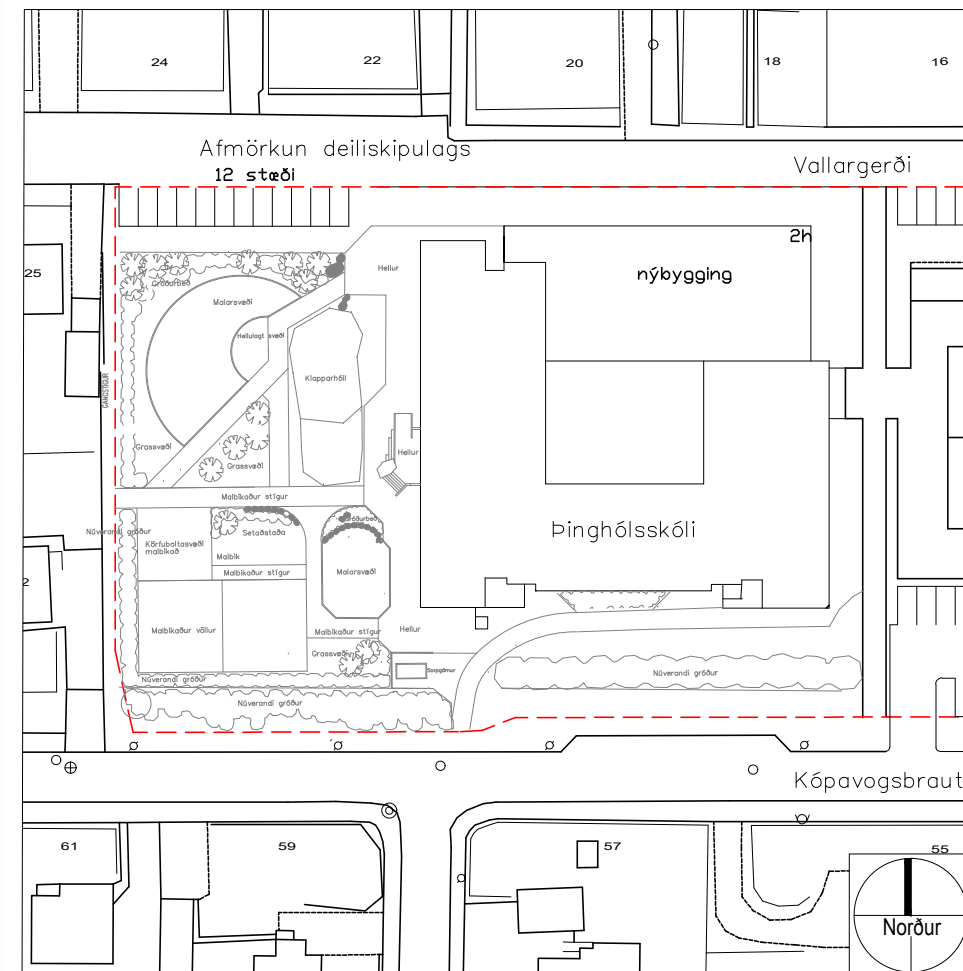 24
22
20
18
16
Afmörkun deiliskipulags
12 stæði
Vallargerði
2h
nýbygging
Hellur
25
Gróðurbeð
Malarsvæði
Hellulagt svæði
Klapparhóll
GANGSTÍGUR
Grassvæði
Grassvæði
Hellur
Malbikaður stígur
Núverandi gróður
Setaðstaða
Körfuboltasvæði
malbikað
Malbik
Malbikaður stígur
Malarsvæði
Þinghólsskóli
2
Malbikaður völlur
Malbikaður stígur
Hellur
Grassvæði
Sorpgámur
Núverandi gróður
Núverandi gróður
Núverandi gróður
Kópavogsbraut
61
59
57
55
Norður